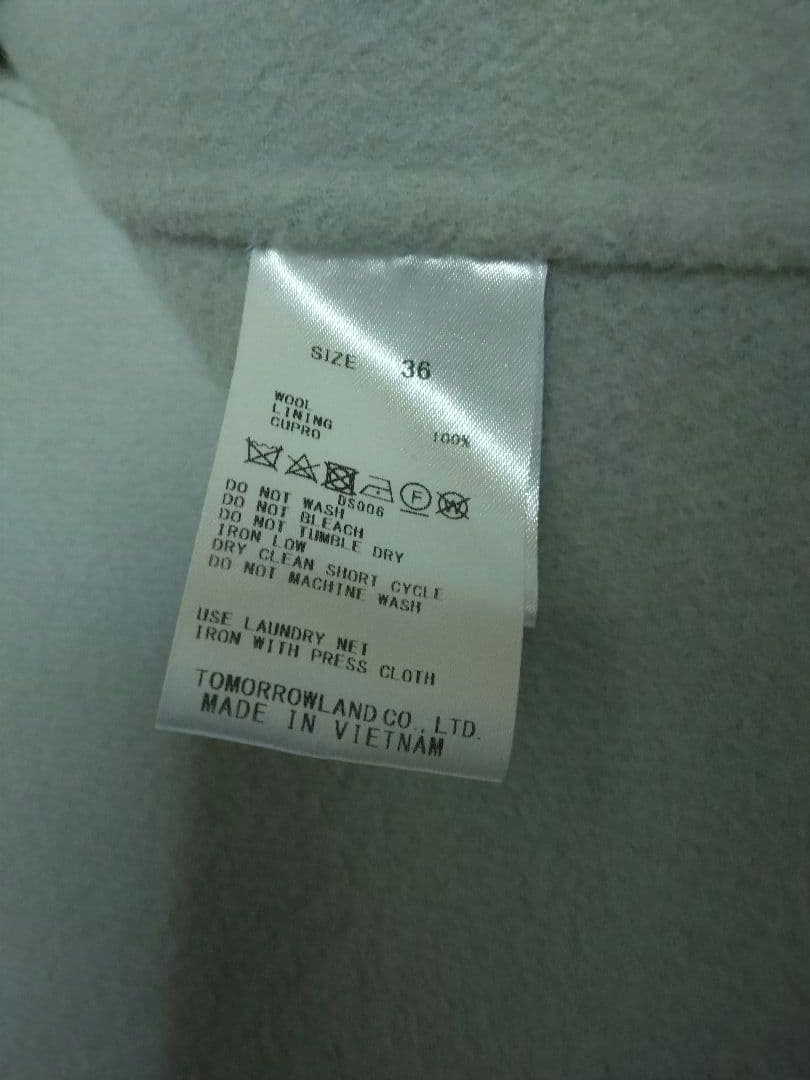 SIZE 36
WOOL
LINING
CUPRO 100%
F W
DS006
DO NOT WASH
DO NOT BLEACH
DO NOT TUMBLE DRY
IRON LOW
DRY CLEAN SHORT CYCLE
DO NOT MACHINE WASH
USE LAUNDRY NET
IRON WITH PRESS CLOTH
TOMORROWLAND CO., LTD.
MADE IN VIETNAM